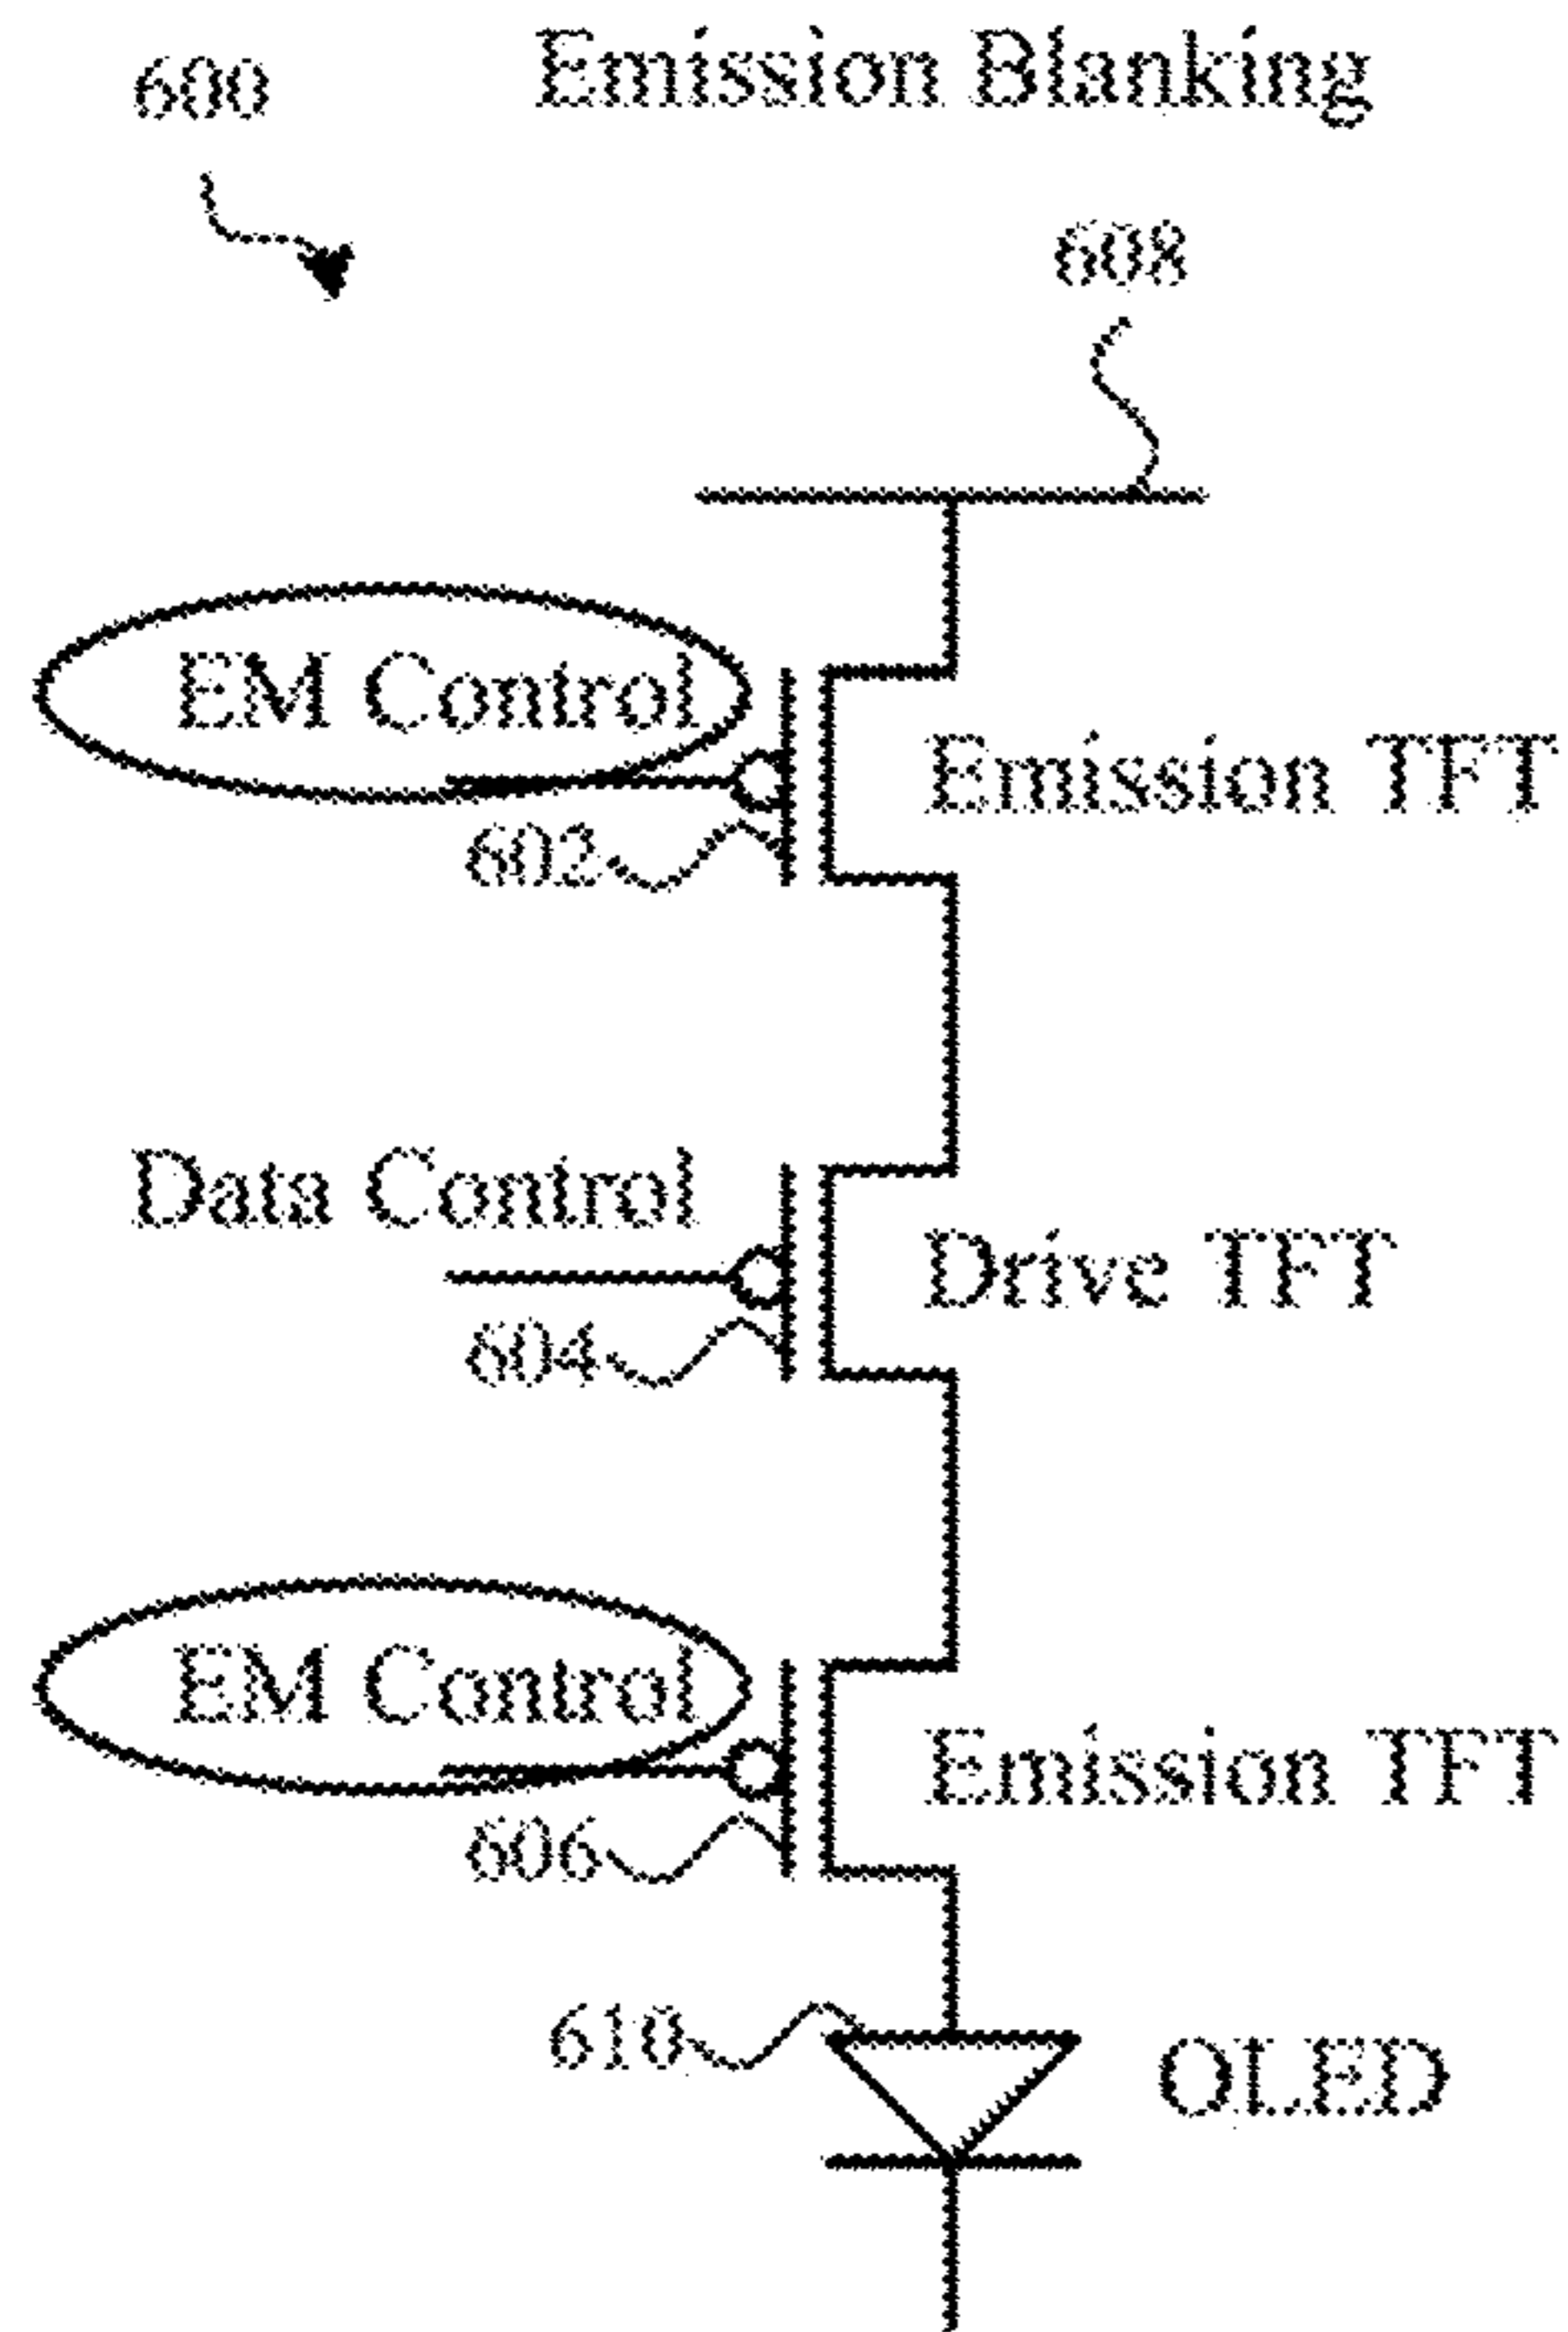 600
Emission Blanking
608
EM Control
Emission TFT
602
Data Control
Drive TFT
604
EM Control
Emission TFT
606
610
OLED